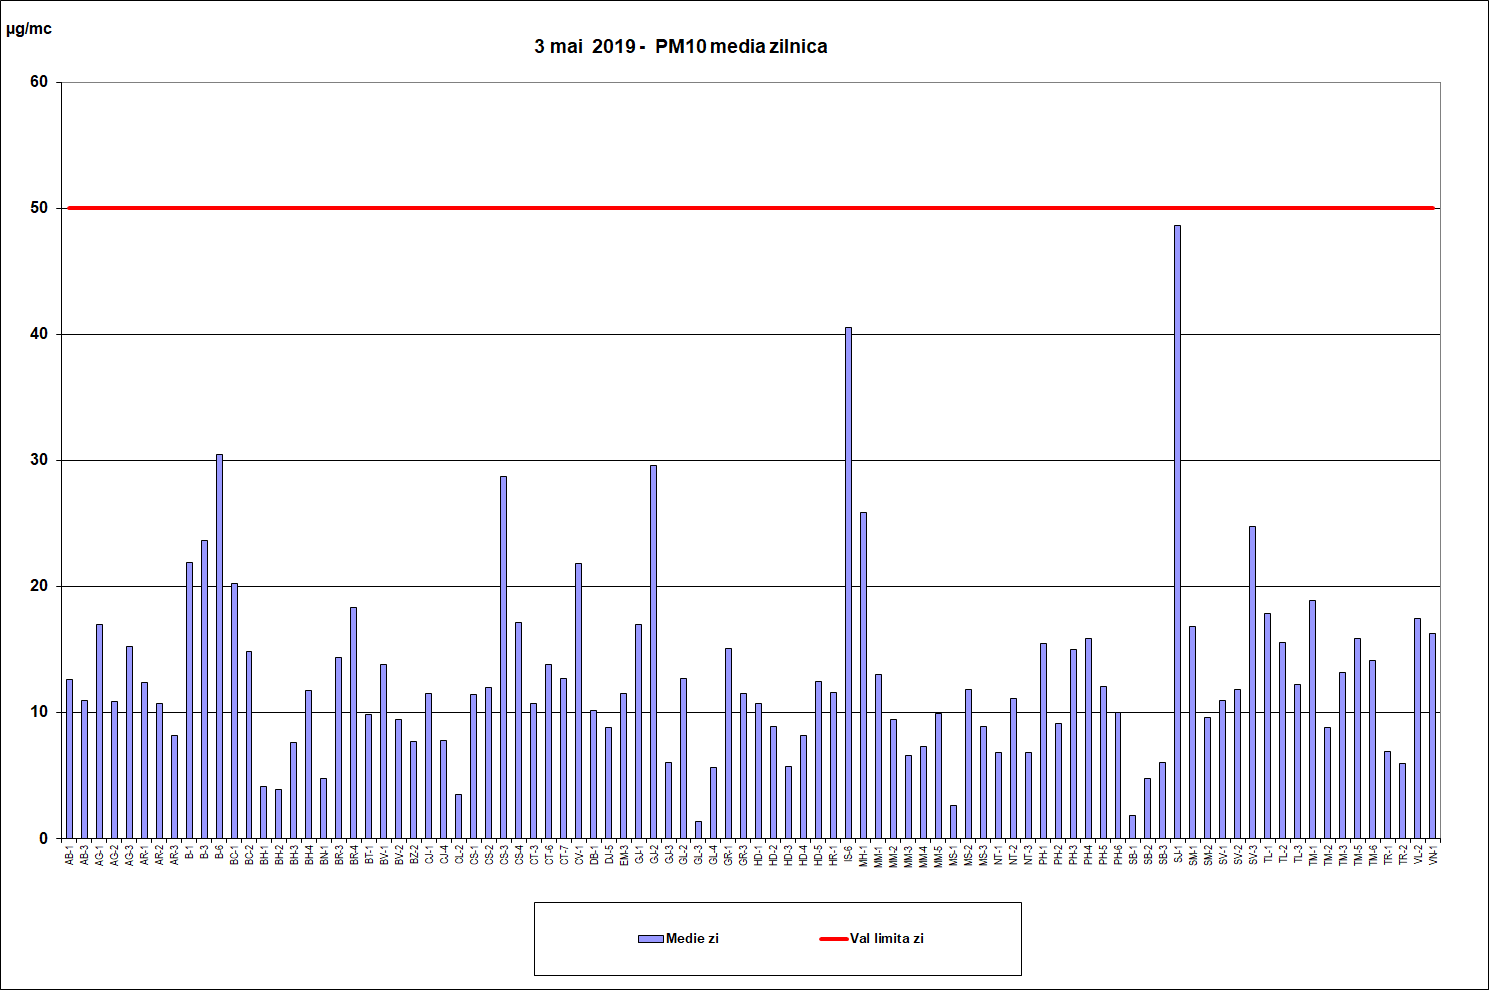 µg/mc
3 mai 2019 - PM10 media zilnica
60
50
40
30
20
10
0
AB-1 AB-3 AG-1 AG-2 AG-3 AR-1 AR-2 AR-3 B-1 B-3 B-6 BC-1 BC-2 BH-1 BH-2 BH-3 BH-4 BN-1 BR-3 BR-4 BT-1 BV-1 BV-2 BZ-2 CJ-1 CJ-4 CL-2 CS-1 CS-2 CS-3 CS-4 CT-3 CT-6 CT-7 CV-1 DB-1 DJ-5 EM-3 GJ-1 GJ-2 GJ-3 GL-2 GL-3 GL-4 GR-1 GR-3 HD-1 HD-2 HD-3 HD-4 HD-5 HR-1 IS-6 MH-1 MM-1 MM-2 MM-3 MM-4 MM-5 MS-1 MS-2 MS-3 NT-1 NT-2 NT-3 PH-1 PH-2 PH-3 PH-4 PH-5 PH-6 SB-1 SB-2 SB-3 SJ-1 SM-1 SM-2 SV-1 SV-2 SV-3 TL-1 TL-2 TL-3 TM-1 TM-2 TM-3 TM-5 TM-6 TR-1 TR-2 VL-2 VN-1
Medie zi Val limita zi